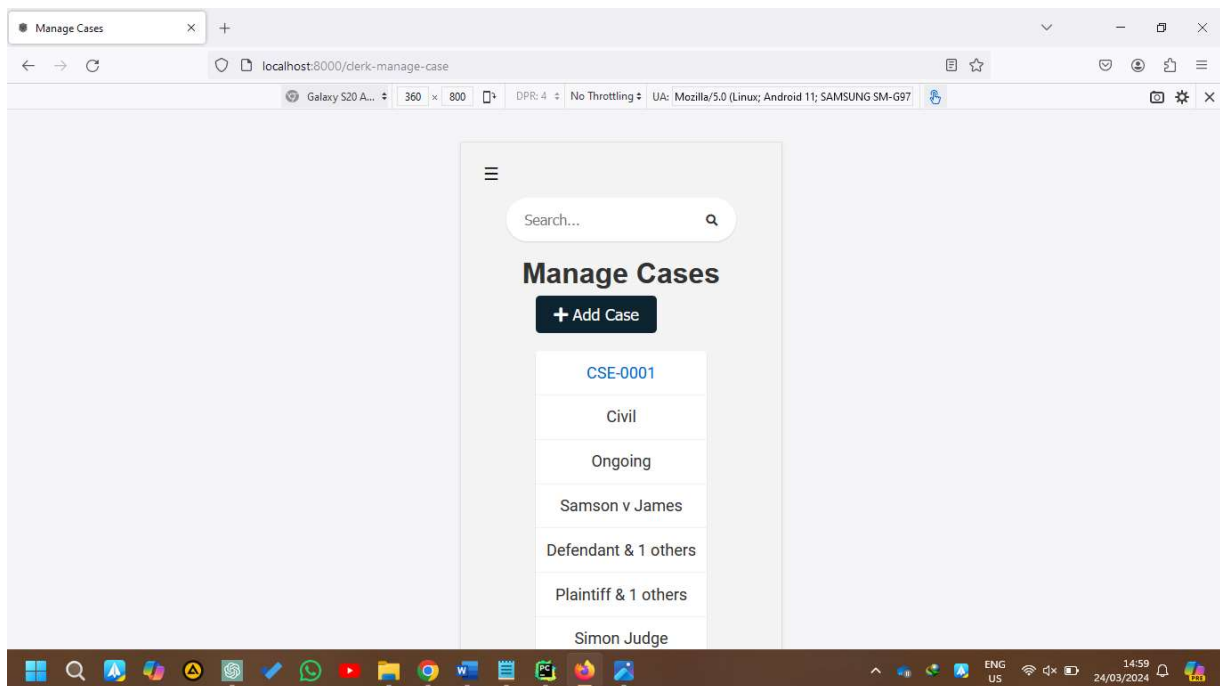 Manage Cases
localhost:8000/clerk-manage-case
Galaxy S20 A... 360 × 800 DPR: 4 No Throttling UA: Mozilla/5.0 (Linux; Android 11; SAMSUNG SM-G97
Search...
Manage Cases
Add Case
CSE-0001
Civil
Ongoing
Samson v James
Defendant & 1 others
Plaintiff & 1 others
Simon Judge
ENG
US
14:59
24/03/2024